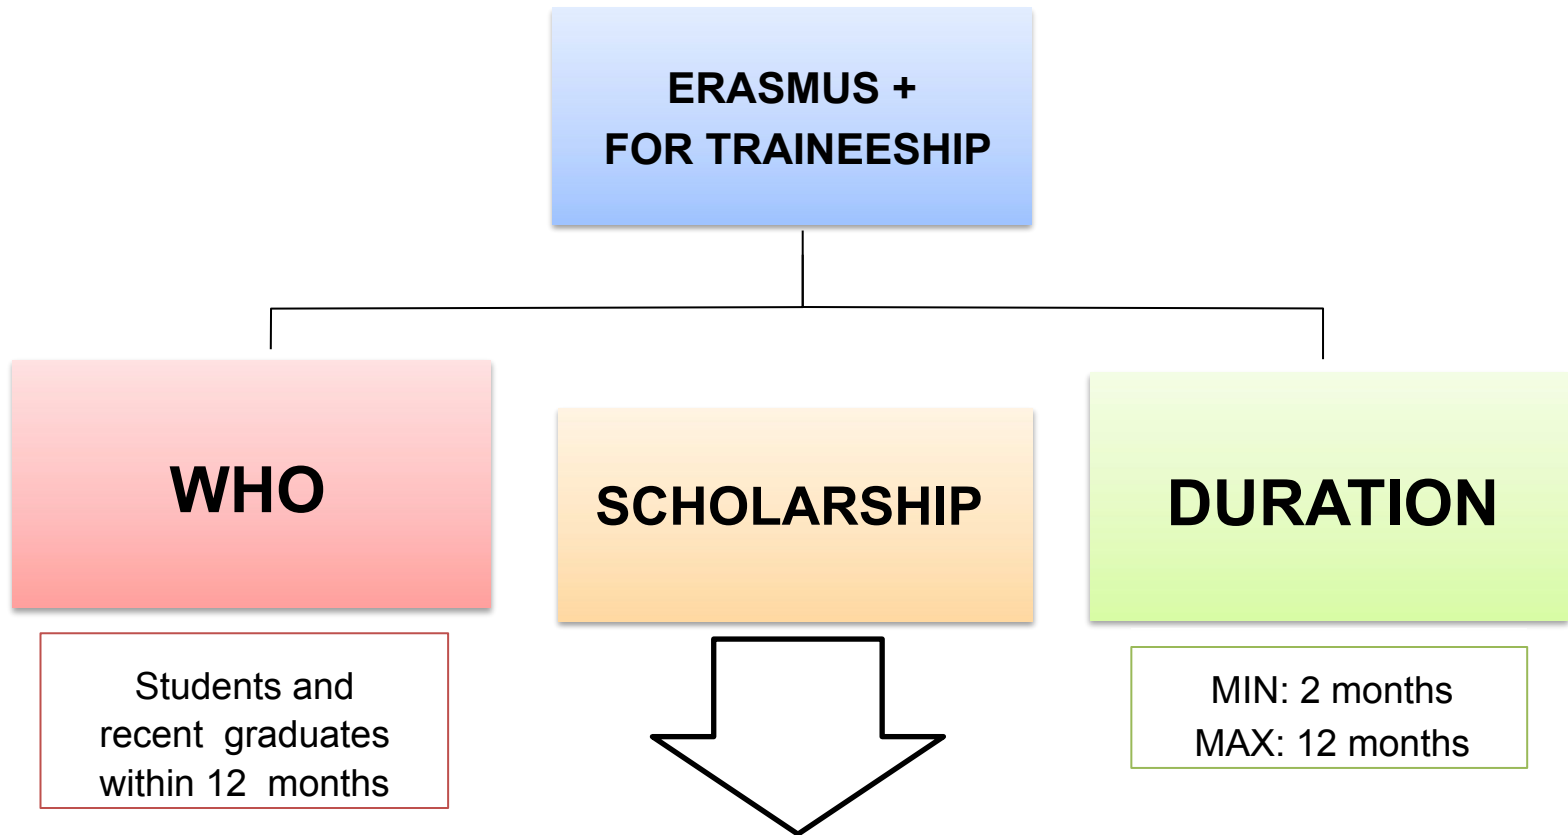 ERASMUS +
FOR TRAINEESHIP
WHO
SCHOLARSHIP
DURATION
Students and
recent graduates
within 12 months
MIN: 2 months
MAX: 12 months